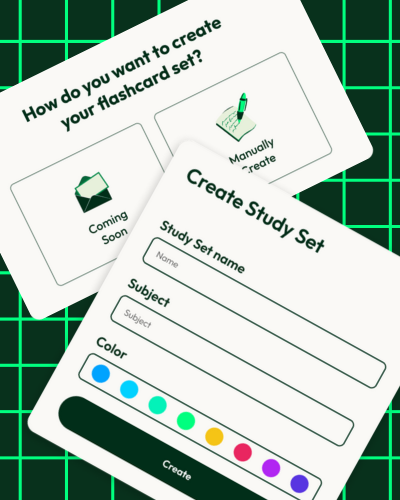 How do you want to create
your flashcard set?
Coming
Soon
Manually
Create
Create Study Set
Study Set name
Name
Subject
Subject
Color
Create